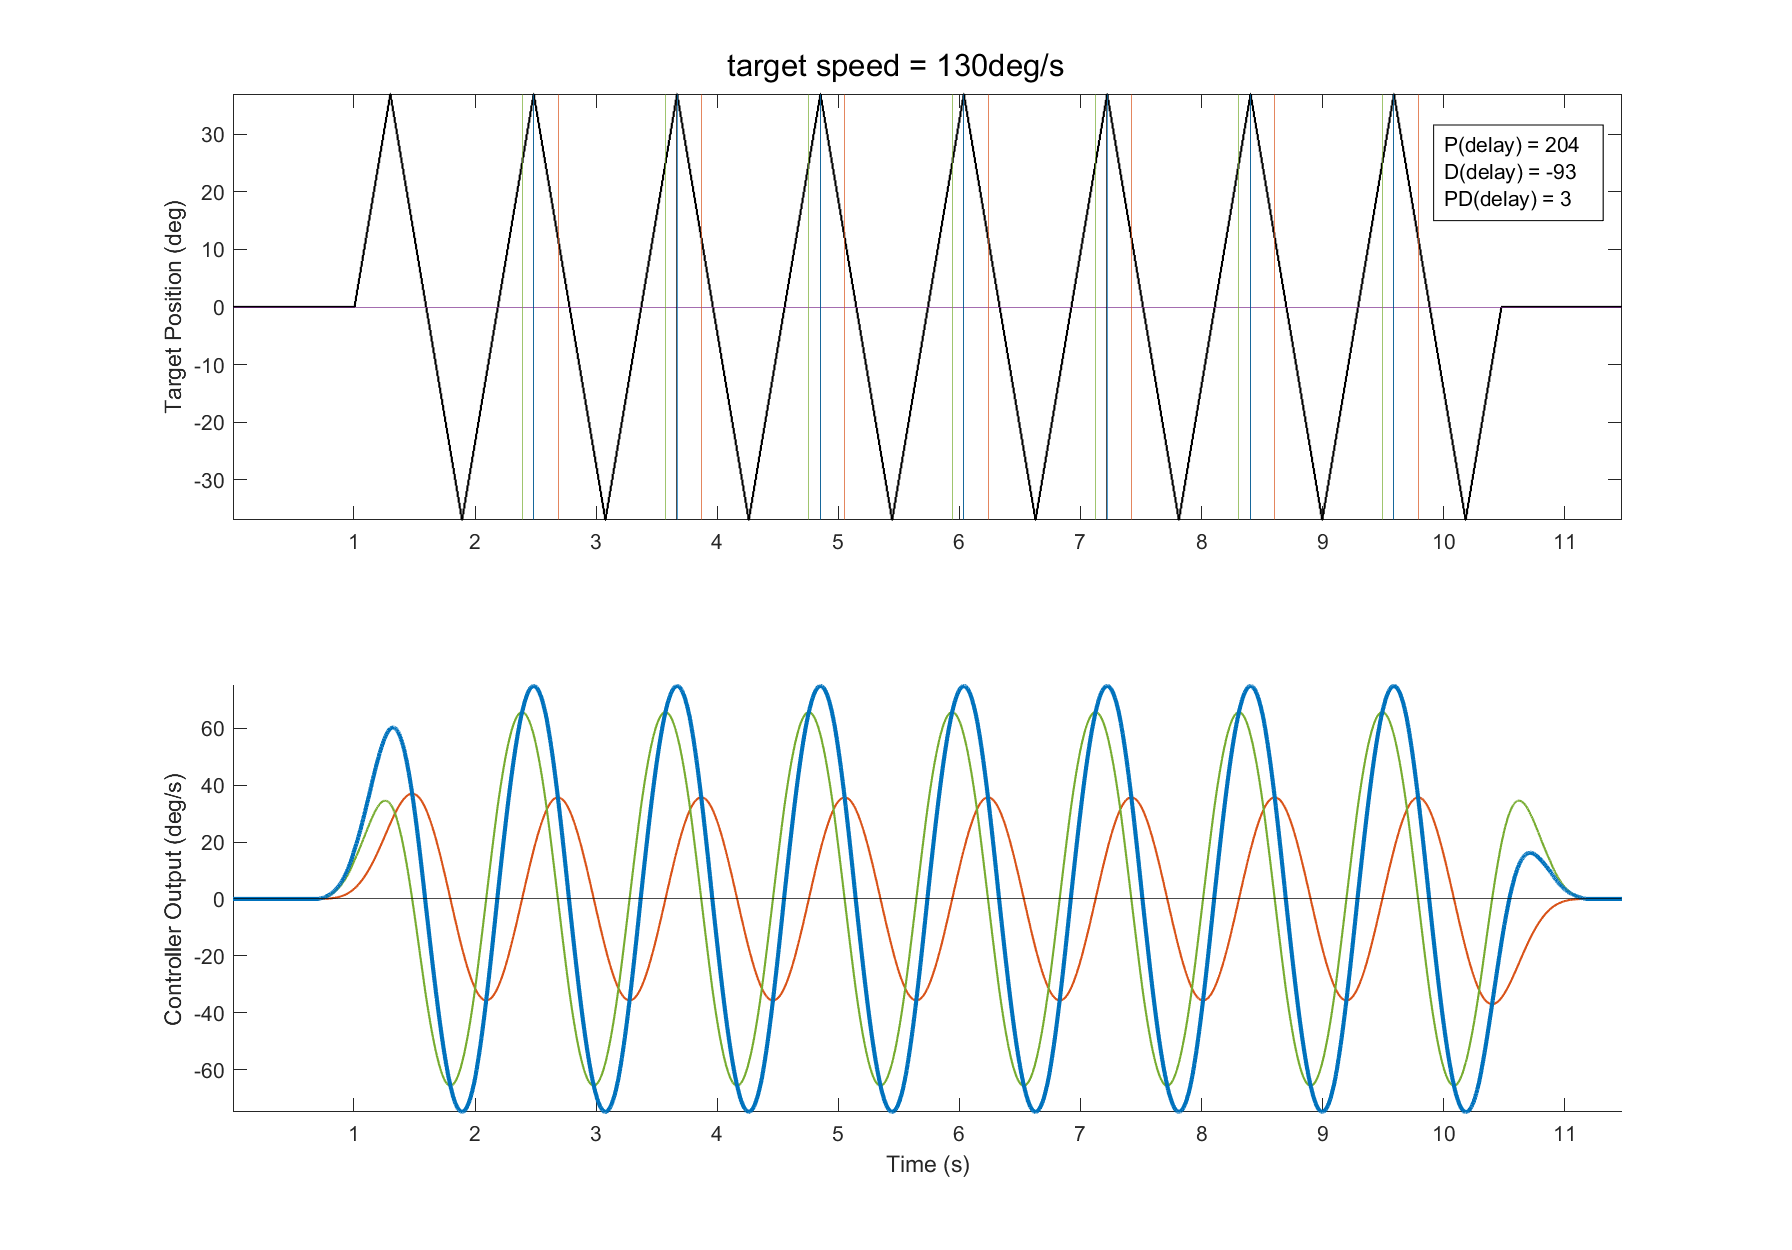 target speed = 130deg/s
P(delay) = 204
D(delay) = -93
PD(delay) = 3
Target Position (deg)
30
20
10
0
-10
-20
-30
1 2 3 4 5 6 7 8 9 10 11
Controller Output (deg/s)
60
40
20
0
-20
-40
-60
1 2 3 4 5 6 7 8 9 10 11
Time (s)